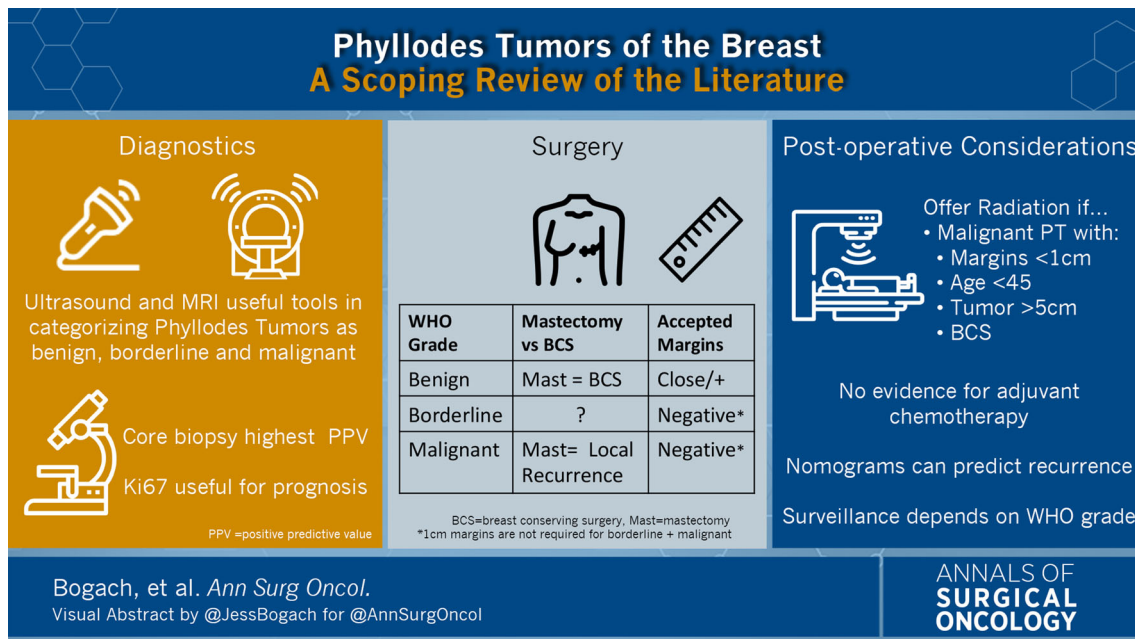 Phyllodes Tumors of the Breast
A Scoping Review of the Literature
Diagnostics
Ultrasound and MRI useful tools in
categorizing Phyllodes Tumors as
benign, borderline and malignant
Core biopsy highest PPV
Ki67 useful for prognosis
PPV =positive predictive value
Surgery
WHO Grade | Mastectomy vs BCS | Accepted Margins
Benign | Mast = BCS | Close/+
Borderline | ? | Negative*
Malignant | Mast= Local Recurrence | Negative*
BCS=breast conserving surgery, Mast=mastectomy
*1cm margins are not required for borderline + malignant
Post-operative Considerations
Offer Radiation if...
• Malignant PT with:
• Margins <1cm
• Age <45
• Tumor >5cm
• BCS
No evidence for adjuvant
chemotherapy
Nomograms can predict recurrence
Surveillance depends on WHO grade
Bogach, et al. Ann Surg Oncol.
Visual Abstract by @JessBogach for @AnnSurgOncol
ANNALS OF
SURGICAL
ONCOLOGY